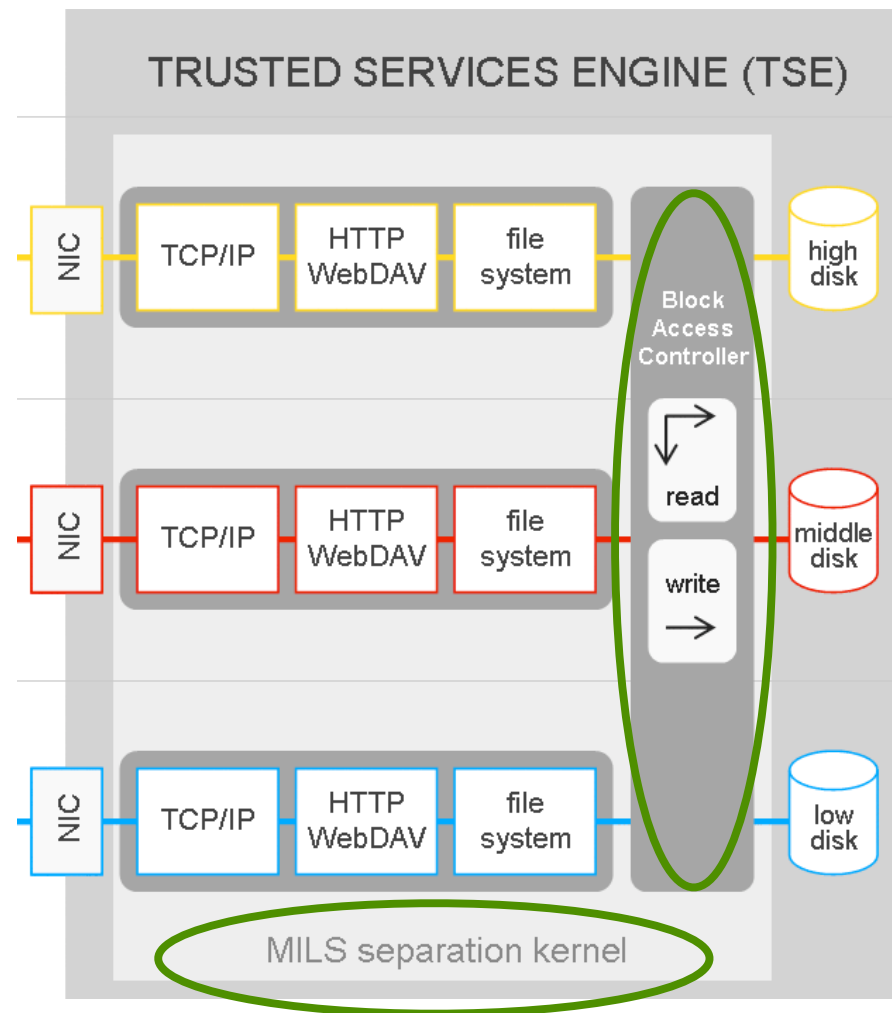 TRUSTED SERVICES ENGINE (TSE)
NIC
TCP/IP
HTTP
WebDAV
file
system
Block
Access
Controller
high
disk
read
write
NIC
TCP/IP
HTTP
WebDAV
file
system
middle
disk
NIC
TCP/IP
HTTP
WebDAV
file
system
low
disk
MILS separation kernel